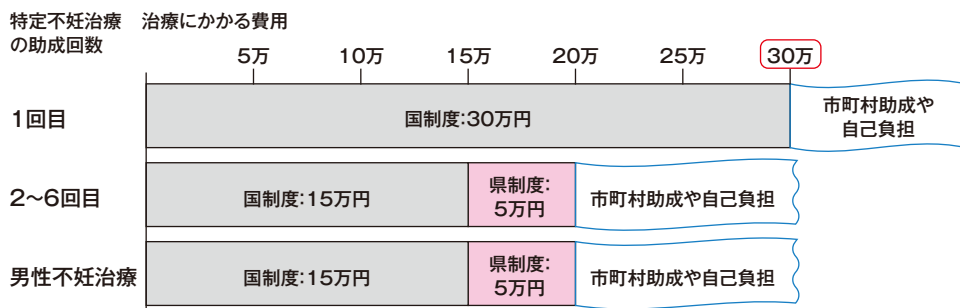 特定不妊治療 治療にかかる費用
の助成回数
5万 10万 15万 20万 25万 30万
1回目
国制度:30万円
市町村助成や
自己負担
2〜6回目
国制度:15万円
県制度:
5万円
市町村助成や自己負担
男性不妊治療
国制度:15万円
県制度:
5万円
市町村助成や自己負担